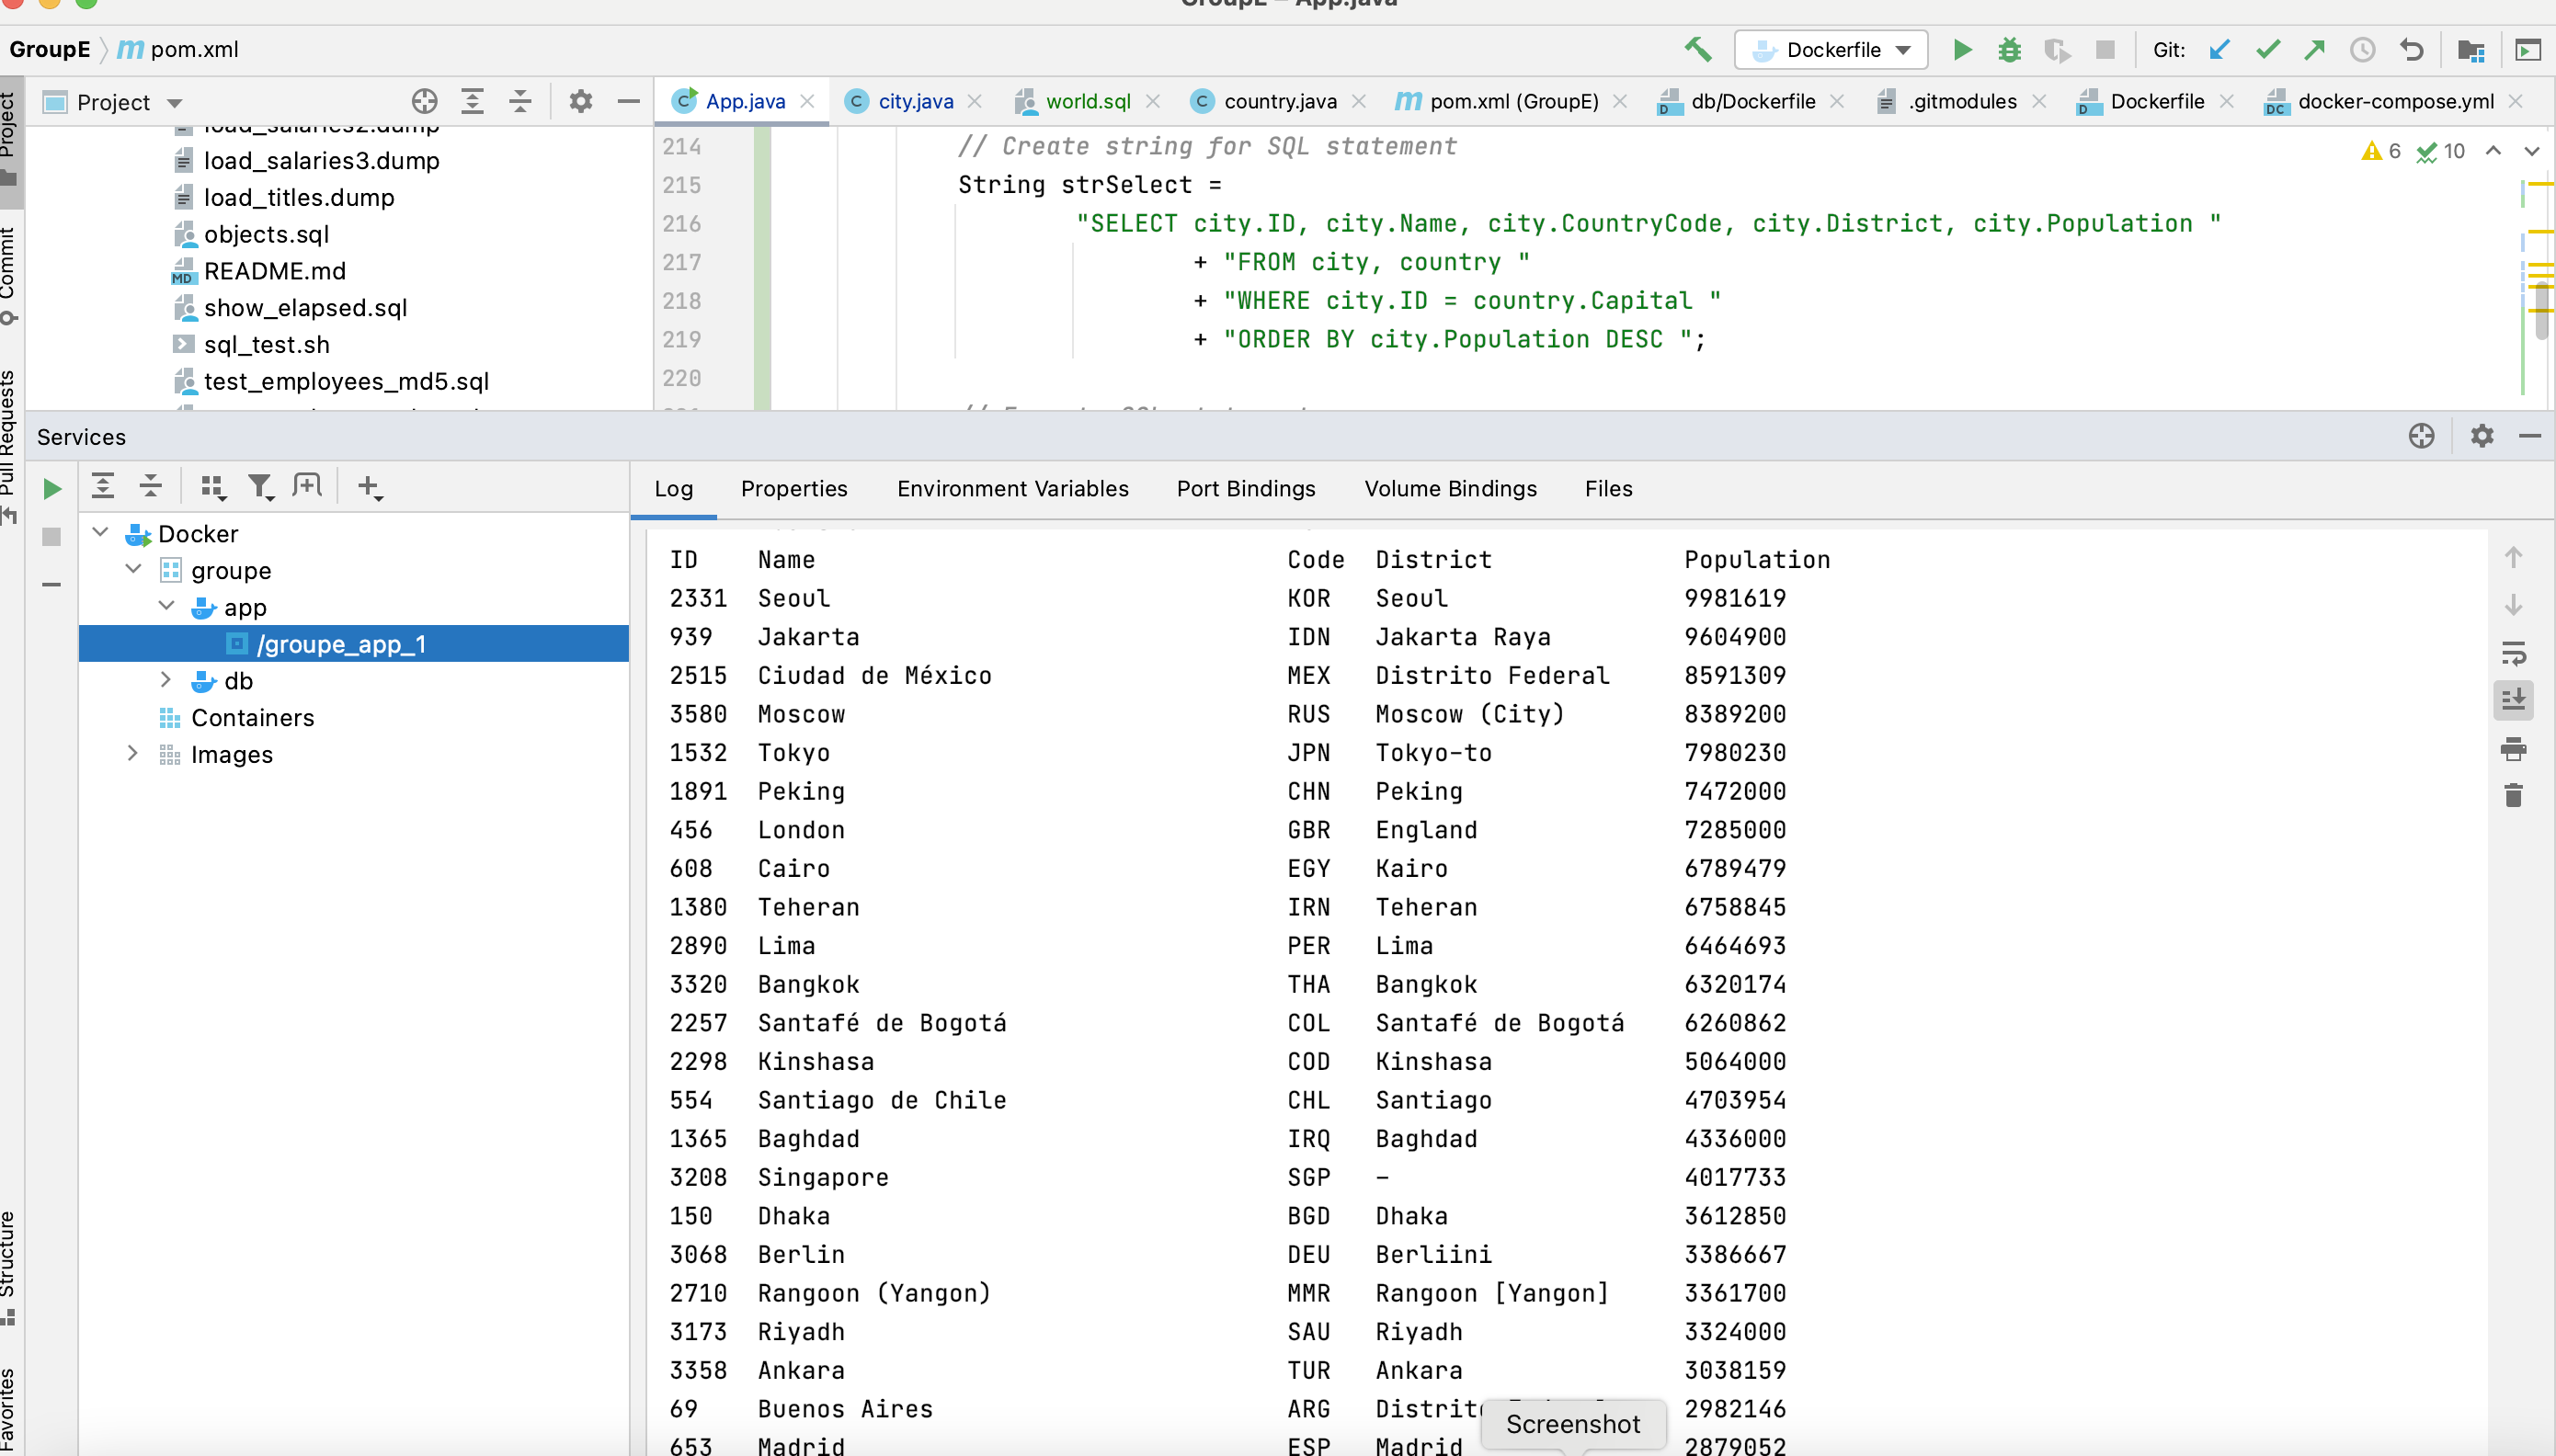 GroupE – App.java
GroupE pom.xml
Dockerfile
Git:
Project
App.java
city.java
world.sql
country.java
pom.xml (GroupE)
db/Dockerfile
.gitmodules
Dockerfile
docker-compose.yml
Project
Commit
Pull Requests
Structure
Favorites
load_salaries2.dump
load_salaries3.dump
load_titles.dump
objects.sql
README.md
show_elapsed.sql
sql_test.sh
test_employees_md5.sql
6 10
214 // Create string for SQL statement
215 String strSelect =
216 "SELECT city.ID, city.Name, city.CountryCode, city.District, city.Population "
217 + "FROM city, country "
218 + "WHERE city.ID = country.Capital "
219 + "ORDER BY city.Population DESC ";
220
Services
Docker
groupe
app
/groupe_app_1
db
Containers
Images
Log Properties Environment Variables Port Bindings Volume Bindings Files
ID Name Code District Population
2331 Seoul KOR Seoul 9981619
939 Jakarta IDN Jakarta Raya 9604900
2515 Ciudad de México MEX Distrito Federal 8591309
3580 Moscow RUS Moscow (City) 8389200
1532 Tokyo JPN Tokyo-to 7980230
1891 Peking CHN Peking 7472000
456 London GBR England 7285000
608 Cairo EGY Kairo 6789479
1380 Teheran IRN Teheran 6758845
2890 Lima PER Lima 6464693
3320 Bangkok THA Bangkok 6320174
2257 Santafé de Bogotá COL Santafé de Bogotá 6260862
2298 Kinshasa COD Kinshasa 5064000
554 Santiago de Chile CHL Santiago 4703954
1365 Baghdad IRQ Baghdad 4336000
3208 Singapore SGP – 4017733
150 Dhaka BGD Dhaka 3612850
3068 Berlin DEU Berliini 3386667
2710 Rangoon (Yangon) MMR Rangoon [Yangon] 3361700
3173 Riyadh SAU Riyadh 3324000
3358 Ankara TUR Ankara 3038159
69 Buenos Aires ARG 2982146
653 Madrid ESP Madrid 2879052
Screenshot